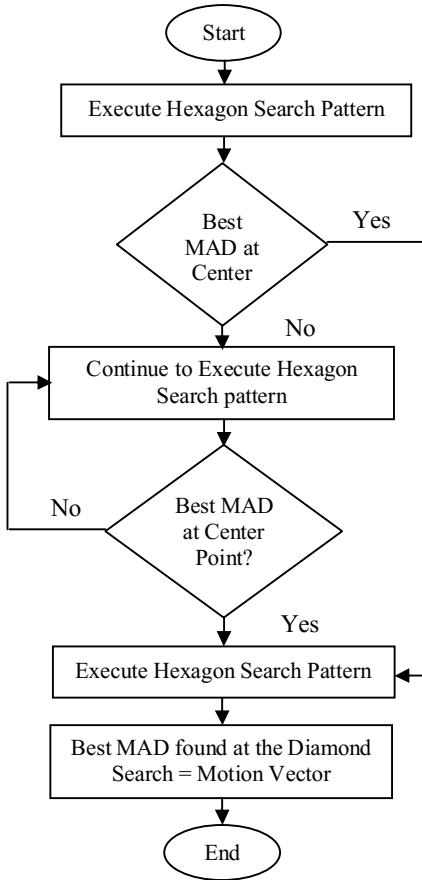 Start
Execute Hexagon Search Pattern
Best
MAD at
Center
Yes
No
Continue to Execute Hexagon
Search pattern
No
Best MAD
at Center
Point?
Yes
Execute Hexagon Search Pattern
Best MAD found at the Diamond
Search = Motion Vector
End